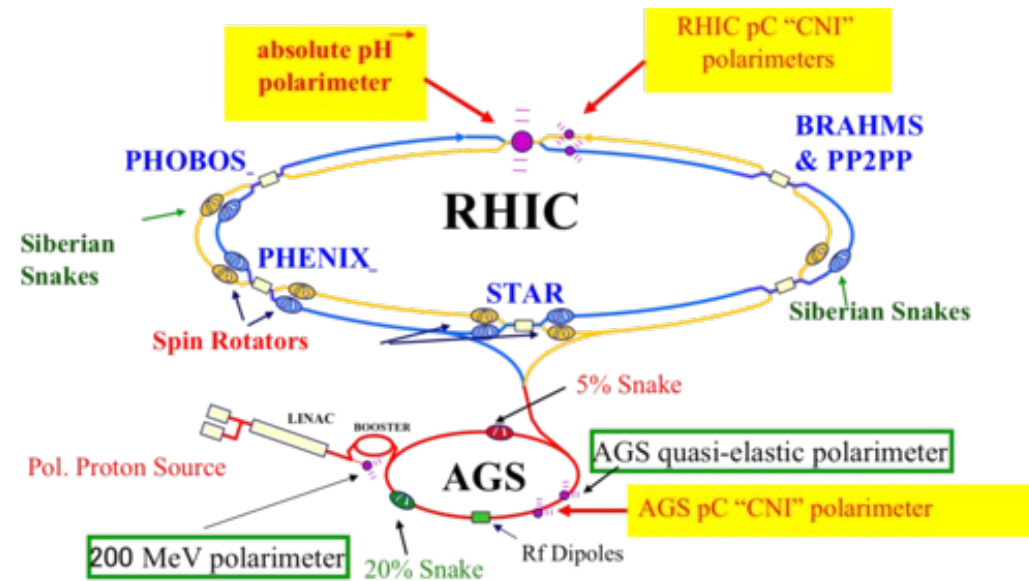 absolute pH
polarimeter
RHIC pC “CNI”
polarimeters
PHOBOS_
BRAHMS
& PP2PP
RHIC
Siberian
Snakes
PHENIX_
STAR
Siberian Snakes
Spin Rotators
5% Snake
LINAC
BOOSTER
Pol. Proton Source
AGS
AGS quasi-elastic polarimeter
AGS pC “CNI” polarimeter
200 MeV polarimeter
Rf Dipoles
20% Snake